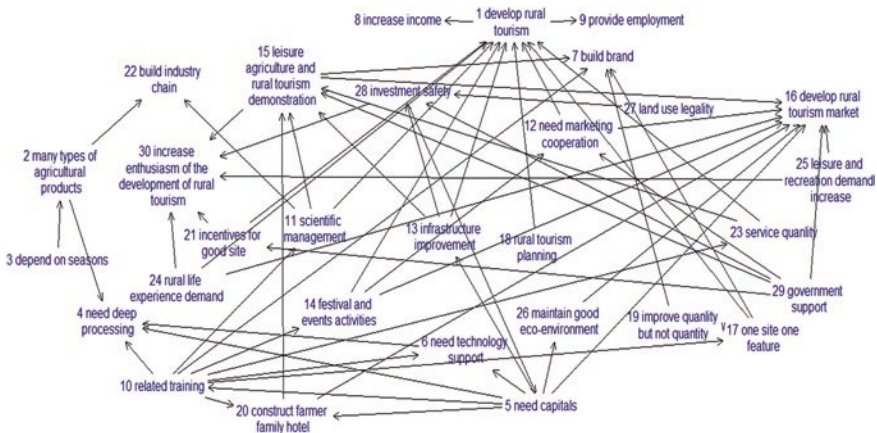 8 increase income
1 develop rural
tourism
9 provide employment
15 leisure
agriculture and
rural tourism
demonstration
7 build brand
22 build industry
chain
28 investment safety
27 land use legality
16 develop rural
tourism market
12 need marketing
cooperation
2 many types of
agricultural
products
30 increase
enthusiasm of the
development of rural
tourism
25 leisure and
recreation demandl
increase
11 scientific
management
21 incentives for
good site
13 infrastructure
improvement
18 rural tourism
planning
23 service quanlity
3 depend on seasons
24 rural life
experience demand
29 government
support
4 need deep
processing
14 festival and
events activities
26 maintain good
eco-environment
19 improve quanlity
but not quantity
17 one site one
feature
6 need technology
support
10 related training
20 construct farmer
family hotel
5 need capitals